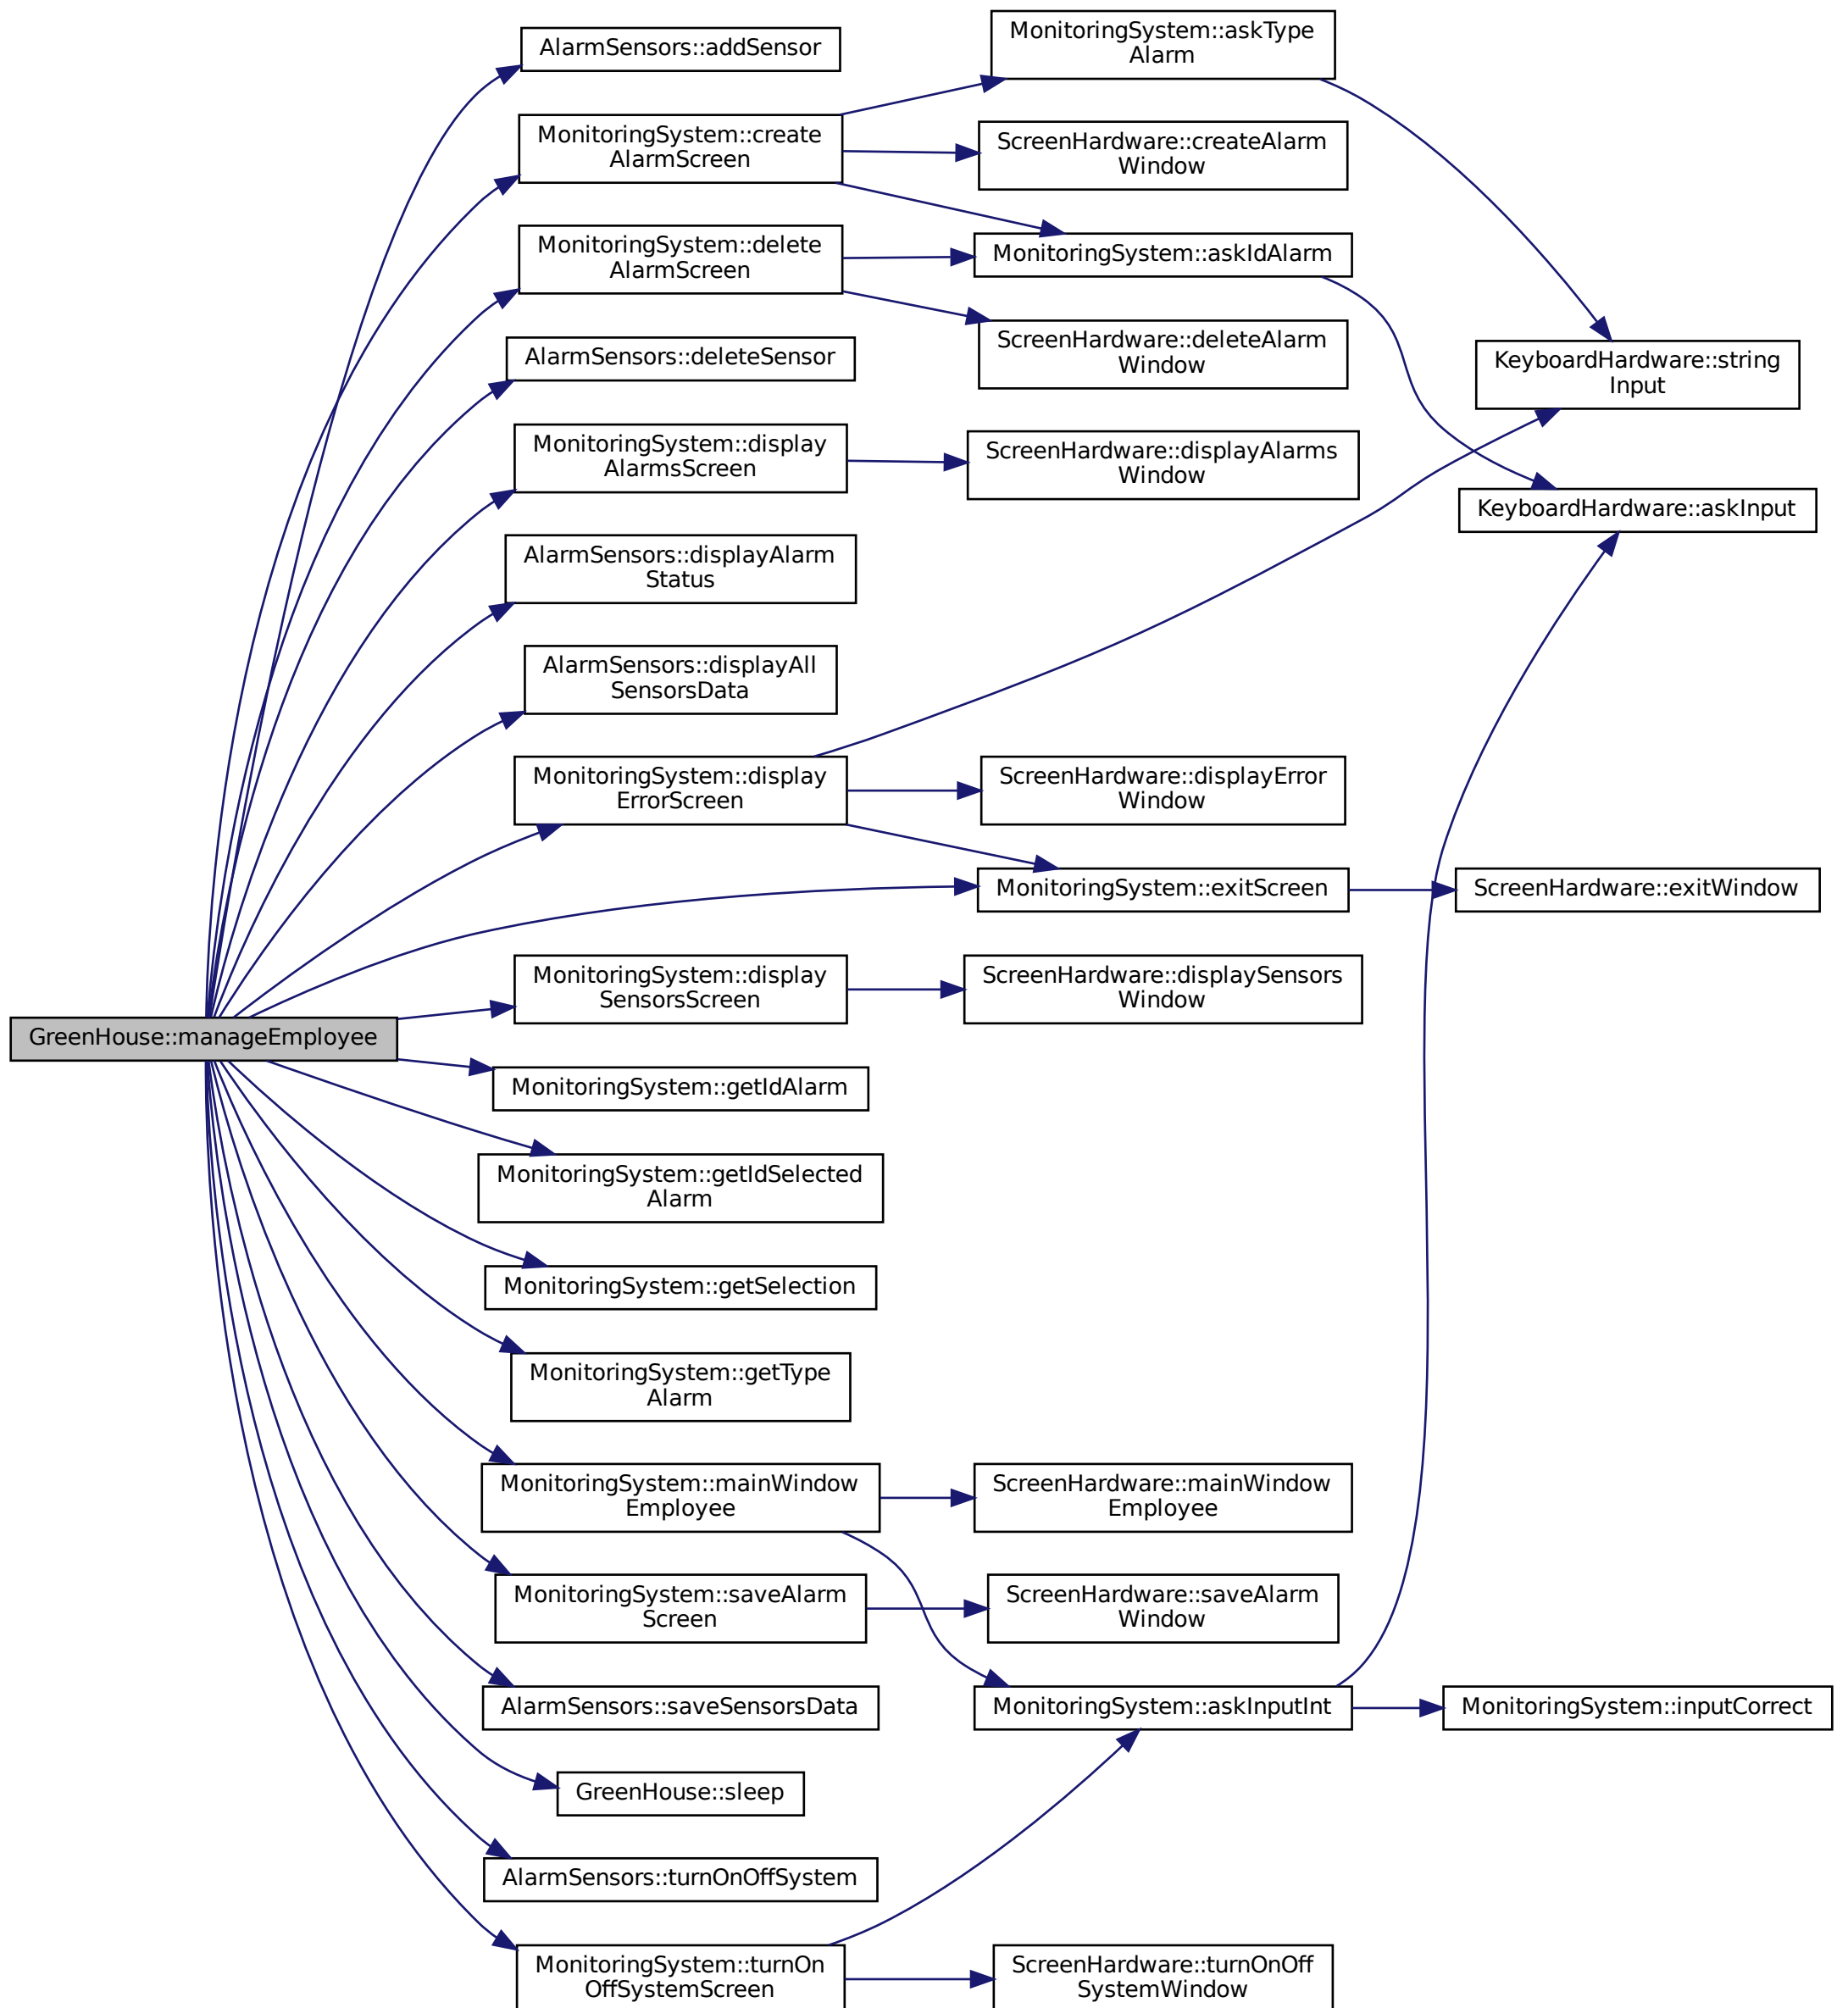 AlarmSensors::addSensor
MonitoringSystem::create
AlarmScreen
MonitoringSystem::delete
AlarmScreen
AlarmSensors::deleteSensor
MonitoringSystem::display
AlarmsScreen
AlarmSensors::displayAlarm
Status
AlarmSensors::displayAll
SensorsData
MonitoringSystem::display
ErrorScreen
MonitoringSystem::display
SensorsScreen
GreenHouse::manageEmployee
MonitoringSystem::getIdAlarm
MonitoringSystem::getIdSelected
Alarm
MonitoringSystem::getSelection
MonitoringSystem::getType
Alarm
MonitoringSystem::mainWindow
Employee
MonitoringSystem::saveAlarm
Screen
AlarmSensors::saveSensorsData
GreenHouse::sleep
AlarmSensors::turnOnOffSystem
MonitoringSystem::turnOn
OffSystemScreen
MonitoringSystem::askType
Alarm
ScreenHardware::createAlarm
Window
MonitoringSystem::askIdAlarm
ScreenHardware::deleteAlarm
Window
ScreenHardware::displayAlarms
Window
ScreenHardware::displayError
Window
MonitoringSystem::exitScreen
ScreenHardware::displaySensors
Window
ScreenHardware::mainWindow
Employee
ScreenHardware::saveAlarm
Window
MonitoringSystem::askInputInt
ScreenHardware::turnOnOff
SystemWindow
KeyboardHardware::string
Input
KeyboardHardware::askInput
ScreenHardware::exitWindow
MonitoringSystem::inputCorrect